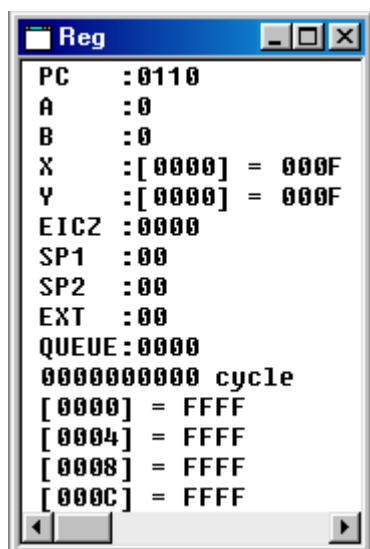 Reg
PC   :0110
A    :0
B    :0
X    :[0000] = 000F
Y    :[0000] = 000F
EICZ :0000
SP1  :00
SP2  :00
EXT  :00
QUEUE:0000
0000000000 cycle
[0000] = FFFF
[0004] = FFFF
[0008] = FFFF
[000C] = FFFF